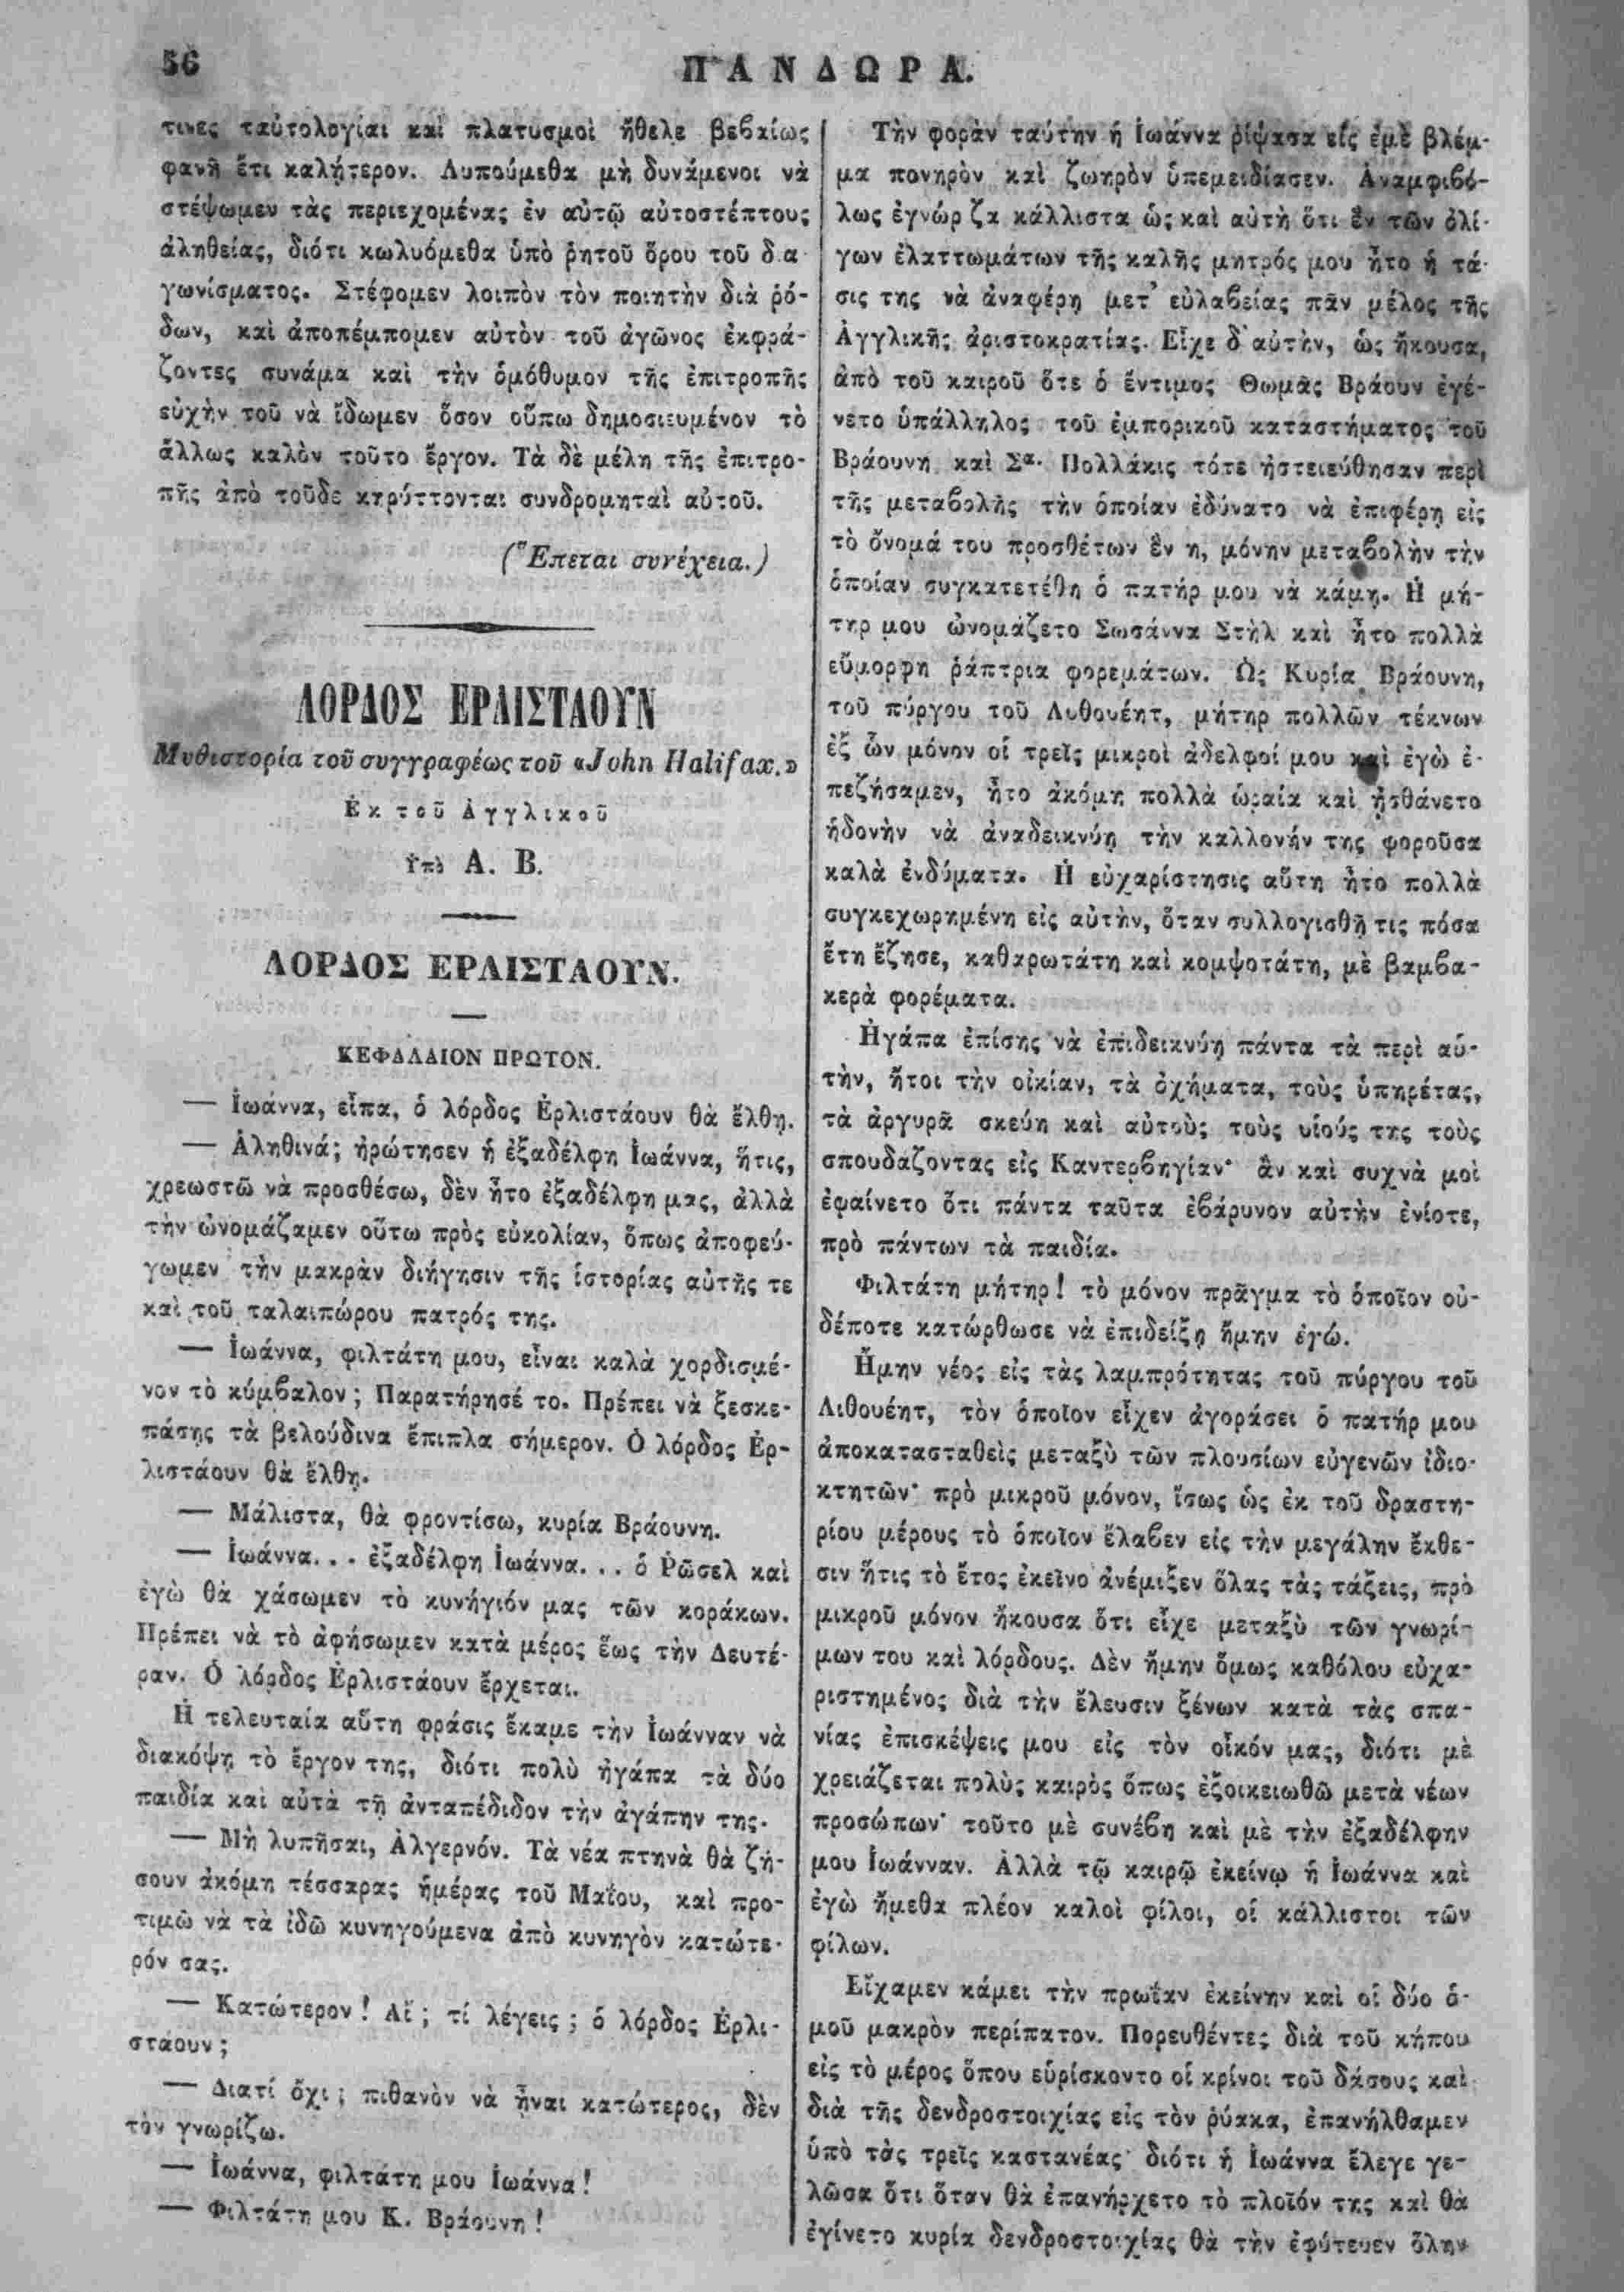 56
ΠΑΝΔΩΡΑ.
τινες ταὐτολογίαι καὶ πλατυσμοὶ ἤθελε βεβαίως
φανῆ ἔτι καλήτερον. Λυπούμεθα μὴ δυνάμενοι νὰ
στέψωμεν τὰς περιεχομένας ἐν αὐτῷ αὐτοστέπτους
ἀληθείας, διότι κωλυόμεθα ὑπὸ ῥητοῦ ὅρου τοῦ δια
γωνίσματος. Στέφομεν λοιπὸν τὸν ποιητὴν διὰ ῥό-
δων, καὶ ἀποπέμπομεν αὐτὸν τοῦ ἀγῶνος ἐκφρά-
ζοντες συνάμα καὶ τὴν ὁμόθυμον τῆς ἐπιτροπῆς
εὐχὴν τοῦ νὰ ἴδωμεν ὅσον οὔπω δημοσιευμένον τὸ
ἄλλως καλὸν τοῦτο ἔργον. Τὰ δὲ μέλη τῆς ἐπιτρο-
πῆς ἀπὸ τοῦδε κηρύττονται συνδρομηταὶ αὐτοῦ.
(Ἕπεται συνέχεια.)
ΛΟΡΔΟΣ ΕΡΛΙΣΤΑΟΥΝ
Μυθιστορία τοῦ συγγραφέως τοῦ «John Halifax.»
Ἐκ τοῦ Ἀγγλικοῦ
Ὑπὸ Α. Β.
ΛΟΡΔΟΣ ΕΡΛΙΣΤΑΟΥΝ.
ΚΕΦΑΛΑΙΟΝ ΠΡΩΤΟΝ.
— Ἰωάννα, εἶπα, ὁ λόρδος Ἐρλιστάουν θὰ ἔλθῃ.
— Ἀληθινά; ἠρώτησεν ἡ ἐξαδέλφη Ἰωάννα, ἥτις,
χρεωστῶ νὰ προσθέσω, δὲν ἦτο ἐξαδέλφη μας, ἀλλὰ
τὴν ὠνομάζαμεν οὕτω πρὸς εὐκολίαν, ὅπως ἀποφεύ-
γωμεν τὴν μακρὰν διήγησιν τῆς ἱστορίας αὐτῆς τε
καὶ τοῦ ταλαιπώρου πατρός της.
— Ἰωάννα, φιλτάτη μου, εἶναι καλὰ χορδισμέ-
νον τὸ κύμβαλον; Παρατήρησέ το. Πρέπει νὰ ξεσκε-
πάσῃς τὰ βελούδινα ἔπιπλα σήμερον. Ὁ λόρδος Ἐρ-
λιστάουν θὰ ἔλθῃ.
— Μάλιστα, θὰ φροντίσω, κυρία Βράουνη.
— Ἰωάννα... ἐξαδέλφη Ἰωάννα... ὁ Ῥῶσελ καὶ
ἐγὼ θὰ χάσωμεν τὸ κυνήγιόν μας τῶν κοράκων.
Πρέπει νὰ τὸ ἀφήσωμεν κατὰ μέρος ἕως τὴν Δευτέ-
ραν. Ὁ λόρδος Ἐρλιστάουν ἔρχεται.
Ἡ τελευταία αὕτη φράσις ἔκαμε τὴν Ἰωάνναν νὰ
διακόψῃ τὸ ἔργον της, διότι πολὺ ἠγάπα τὰ δύο
παιδία καὶ αὐτὰ τῇ ἀνταπέδιδον τὴν ἀγάπην της.
— Μὴ λυπῆσαι, Ἀλγερνόν. Τὰ νέα πτηνὰ θὰ ζή-
σουν ἀκόμη τέσσαρας ἡμέρας τοῦ Μαΐου, καὶ προ-
τιμῶ νὰ τὰ ἰδῶ κυνηγούμενα ἀπὸ κυνηγὸν κατώτε-
ρόν σας.
— Κατώτερον! Αἴ; τί λέγεις; ὁ λόρδος Ἐρλι-
στάουν;
— Διατί ὄχι; πιθανὸν νὰ ἦναι κατώτερος, δὲν
τὸν γνωρίζω.
— Ἰωάννα, φιλτάτη μου Ἰωάννα!
— Φιλτάτη μου Κ. Βράουνη!
Τὴν φορὰν ταύτην ἡ Ἰωάννα ῥίψασα εἰς ἐμὲ βλέμ-
μα πονηρὸν καὶ ζωηρὸν ὑπεμειδίασεν. Ἀναμφιβό-
λως ἐγνώριζα κάλλιστα ὡς καὶ αὐτὴ ὅτι ἓν τῶν ὀλί-
γων ἐλαττωμάτων τῆς καλῆς μητρός μου ἦτο ἡ τά-
σις της νὰ ἀναφέρῃ μετ' εὐλαβείας πᾶν μέλος τῆς
Ἀγγλικῆς ἀριστοκρατίας. Εἶχε δ' αὐτὴν, ὡς ἤκουσα,
ἀπὸ τοῦ καιροῦ ὅτε ὁ ἔντιμος Θωμᾶς Βράουν ἐγέ-
νετο ὑπάλληλος τοῦ ἐμπορικοῦ καταστήματος τοῦ
Βράουνη καὶ Σα. Πολλάκις τότε ἠστειεύθησαν περὶ
τῆς μεταβολῆς τὴν ὁποίαν ἐδύνατο νὰ ἐπιφέρῃ εἰς
τὸ ὄνομά του προσθέτων ἓν η, μόνην μεταβολὴν τὴν
ὁποίαν συγκατετέθη ὁ πατήρ μου νὰ κάμῃ. Ἡ μή-
τηρ μου ὠνομάζετο Σωσάννα Στὴλ καὶ ἦτο πολλὰ
εὔμορφη ῥάπτρια φορεμάτων. Ὡς Κυρία Βράουνη,
τοῦ πύργου τοῦ Λυθουέητ, μήτηρ πολλῶν τέκνων
ἐξ ὧν μόνον οἱ τρεῖς μικροὶ ἀδελφοί μου καὶ ἐγὼ ἐ-
πεζήσαμεν, ἦτο ἀκόμη πολλὰ ὡραία καὶ ᾐσθάνετο
ἡδονὴν νὰ ἀναδεικνύῃ τὴν καλλονήν της φοροῦσα
καλὰ ἐνδύματα. Ἡ εὐχαρίστησις αὕτη ἦτο πολλὰ
συγκεχωρημένη εἰς αὐτὴν, ὅταν συλλογισθῇ τις πόσα
ἔτη ἔζησε, καθαρωτάτη καὶ κομψοτάτη, μὲ βαμβα-
κερὰ φορέματα.
Ἠγάπα ἐπίσης νὰ ἐπιδεικνύῃ πάντα τὰ περὶ αὐ-
τὴν, ἤτοι τὴν οἰκίαν, τὰ ὀχήματα, τοὺς ὑπηρέτας,
τὰ ἀργυρᾶ σκεύη καὶ αὐτοὺς τοὺς υἱούς της τοὺς
σπουδάζοντας εἰς Κανταβρηγίαν· ἂν καὶ συχνὰ μοὶ
ἐφαίνετο ὅτι πάντα ταῦτα ἐβάρυνον αὐτὴν ἐνίοτε,
πρὸ πάντων τὰ παιδία.
Φιλτάτη μήτηρ! τὸ μόνον πρᾶγμα τὸ ὁποῖον οὐ-
δέποτε κατώρθωσε νὰ ἐπιδείξῃ ἤμην ἐγώ.
Ἤμην νέος εἰς τὰς λαμπρότητας τοῦ πύργου τοῦ
Λιθουέητ, τὸν ὁποῖον εἶχεν ἀγοράσει ὁ πατήρ μου
ἀποκατασταθεὶς μεταξὺ τῶν πλουσίων εὐγενῶν ἰδιο-
κτητῶν· πρὸ μικροῦ μόνον, ἴσως ὡς ἐκ τοῦ δραστη-
ρίου μέρους τὸ ὁποῖον ἔλαβεν εἰς τὴν μεγάλην ἔκθε-
σιν ἥτις τὸ ἔτος ἐκεῖνο ἀνέμιξεν ὅλας τὰς τάξεις, πρὸ
μικροῦ μόνον ἤκουσα ὅτι εἶχε μεταξὺ τῶν γνωρί-
μων του καὶ λόρδους. Δὲν ἤμην ὅμως καθόλου εὐχα-
ριστημένος διὰ τὴν ἔλευσιν ξένων κατὰ τὰς σπα-
νίας ἐπισκέψεις μου εἰς τὸν οἶκόν μας, διότι μὲ
χρειάζεται πολὺς καιρὸς ὅπως ἐξοικειωθῶ μετὰ νέων
προσώπων· τοῦτο μὲ συνέβη καὶ μὲ τὴν ἐξαδέλφην
μου Ἰωάνναν. Ἀλλὰ τῷ καιρῷ ἐκείνῳ ἡ Ἰωάννα καὶ
ἐγὼ ἤμεθα πλέον καλοὶ φίλοι, οἱ κάλλιστοι τῶν
φίλων.
Εἴχαμεν κάμει τὴν πρωΐαν ἐκείνην καὶ οἱ δύο ὁ-
μοῦ μακρὸν περίπατον. Πορευθέντες διὰ τοῦ κήπου
εἰς τὸ μέρος ὅπου εὑρίσκοντο οἱ κρίνοι τοῦ δάσους καὶ
διὰ τῆς δενδροστοιχίας εἰς τὸν ῥύακα, ἐπανήλθαμεν
ὑπὸ τὰς τρεῖς καστανέας· διότι ἡ Ἰωάννα ἔλεγε γε-
λῶσα ὅτι ὅταν θὰ ἐπανήρχετο τὸ πλοῖόν της καὶ θὰ
ἐγίνετο κυρία δενδροστοιχίας θὰ τὴν ἐφύτευεν ὅλην